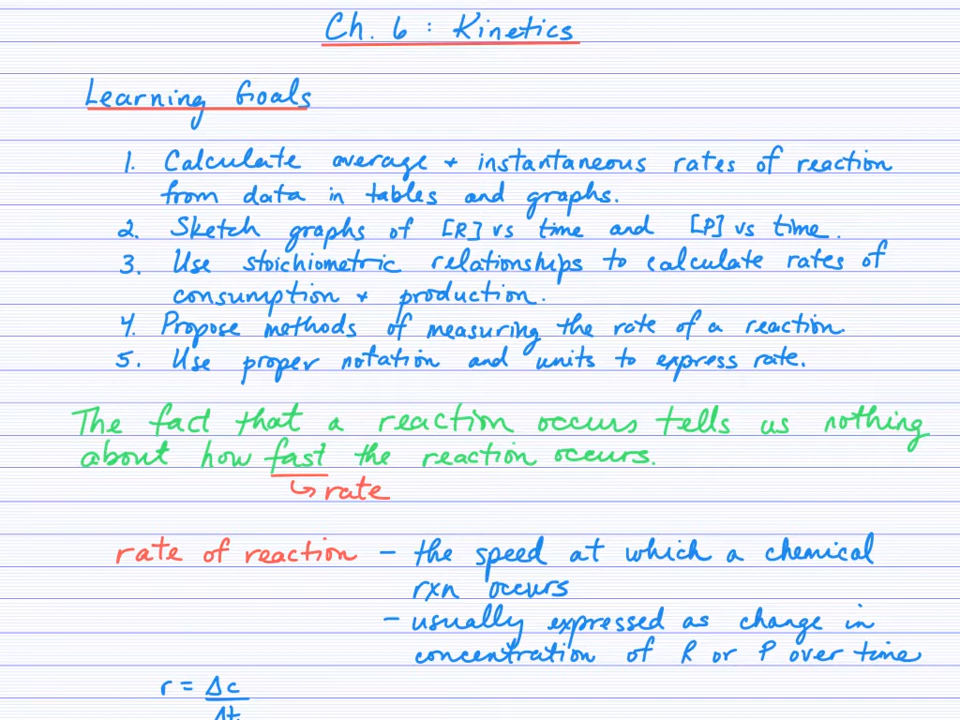 Ch. 6 : Kinetics
Learning Goals
1. Calculate average + instantaneous rates of reaction
from data in tables and graphs.
2. Sketch graphs of [R] vs time and [P] vs time.
3. Use stoichiometric relationships to calculate rates of
consumption + production.
4. Propose methods of measuring the rate of a reaction.
5. Use proper notation and units to express rate.
The fact that a reaction occurs tells us nothing
about how fast the reaction occurs.
↳ rate
rate of reaction - the speed at which a chemical
rxn occurs
- usually expressed as change in
concentration of R or P over time
r = Δc
Δt